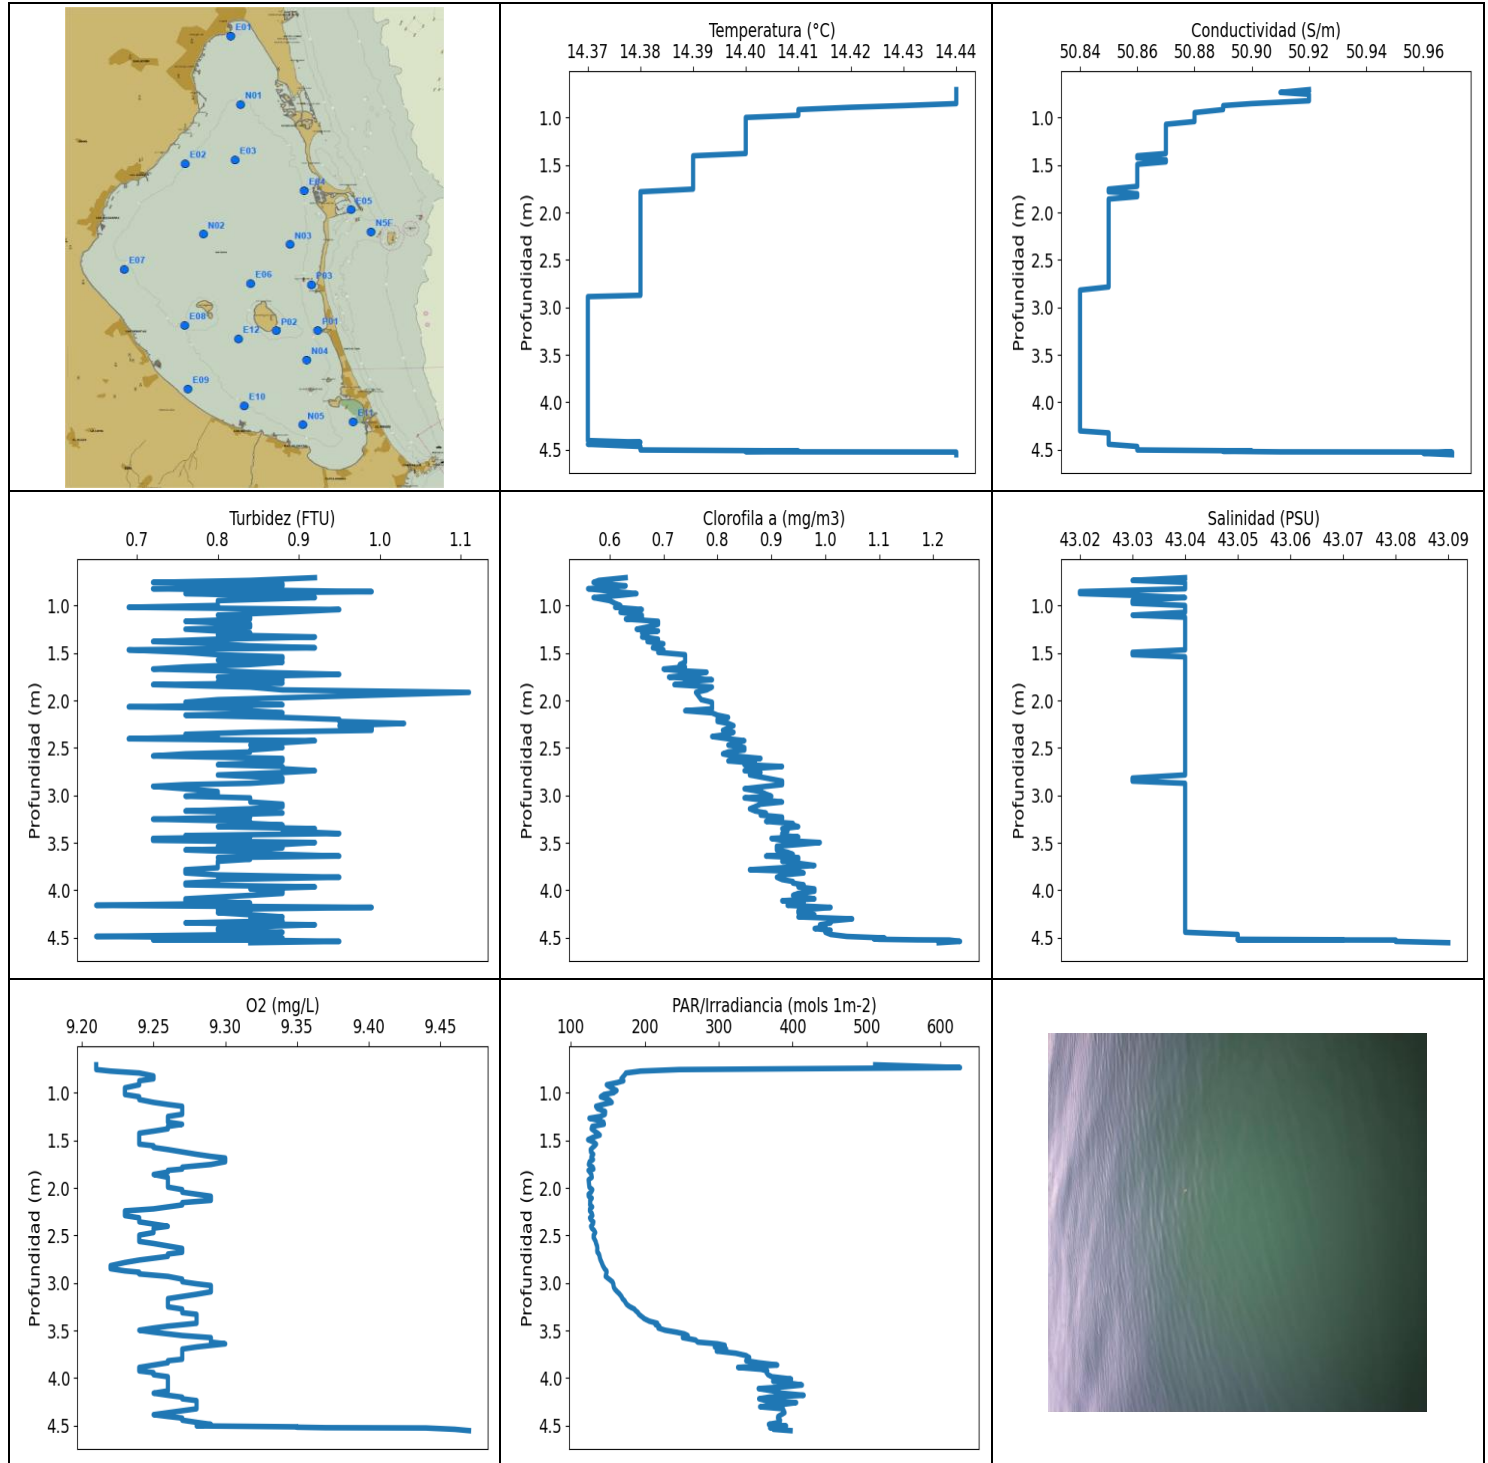 E01
N01
E02
E03
E04
E05
N5F
N02
N03
E07
E06
P03
E08
E12
P02
P01
N04
E09
E10
N05
E11
Temperatura (°C)
14.37 14.38 14.39 14.40 14.41 14.42 14.43 14.44
Profundidad (m)
1.0
1.5
2.0
2.5
3.0
3.5
4.0
4.5
Conductividad (S/m)
50.84 50.86 50.88 50.90 50.92 50.94 50.96
Profundidad (m)
1.0
1.5
2.0
2.5
3.0
3.5
4.0
4.5
Turbidez (FTU)
0.7 0.8 0.9 1.0 1.1
Profundidad (m)
1.0
1.5
2.0
2.5
3.0
3.5
4.0
4.5
Clorofila a (mg/m3)
0.6 0.7 0.8 0.9 1.0 1.1 1.2
Profundidad (m)
1.0
1.5
2.0
2.5
3.0
3.5
4.0
4.5
Salinidad (PSU)
43.02 43.03 43.04 43.05 43.06 43.07 43.08 43.09
Profundidad (m)
1.0
1.5
2.0
2.5
3.0
3.5
4.0
4.5
O2 (mg/L)
9.20 9.25 9.30 9.35 9.40 9.45
Profundidad (m)
1.0
1.5
2.0
2.5
3.0
3.5
4.0
4.5
PAR/Irradiancia (mols 1m-2)
100 200 300 400 500 600
Profundidad (m)
1.0
1.5
2.0
2.5
3.0
3.5
4.0
4.5